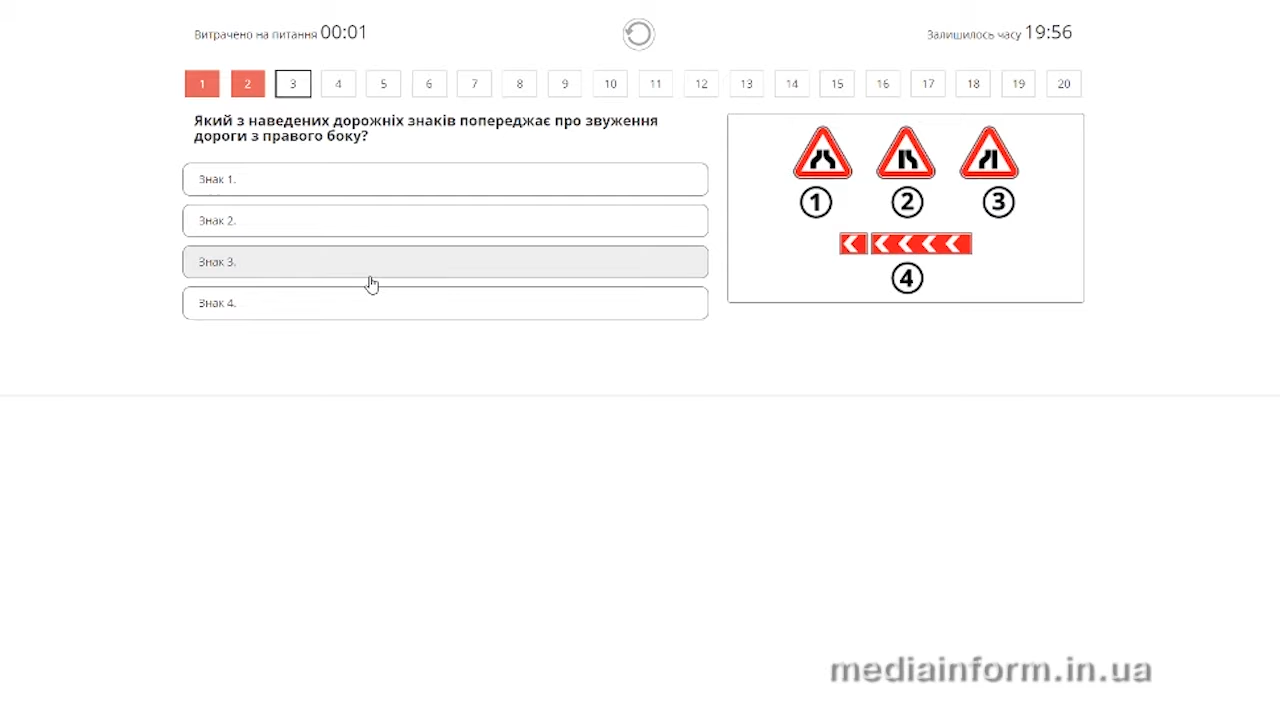 Витрачено на питання 00:01
Залишилось часу 19:56
1 2 3 4 5 6 7 8 9 10 11 12 13 14 15 16 17 18 19 20
Який з наведених дорожніх знаків попереджає про звуження
дороги з правого боку?
Знак 1.
Знак 2.
Знак 3.
Знак 4.
1 2 3
4
mediainform.in.ua